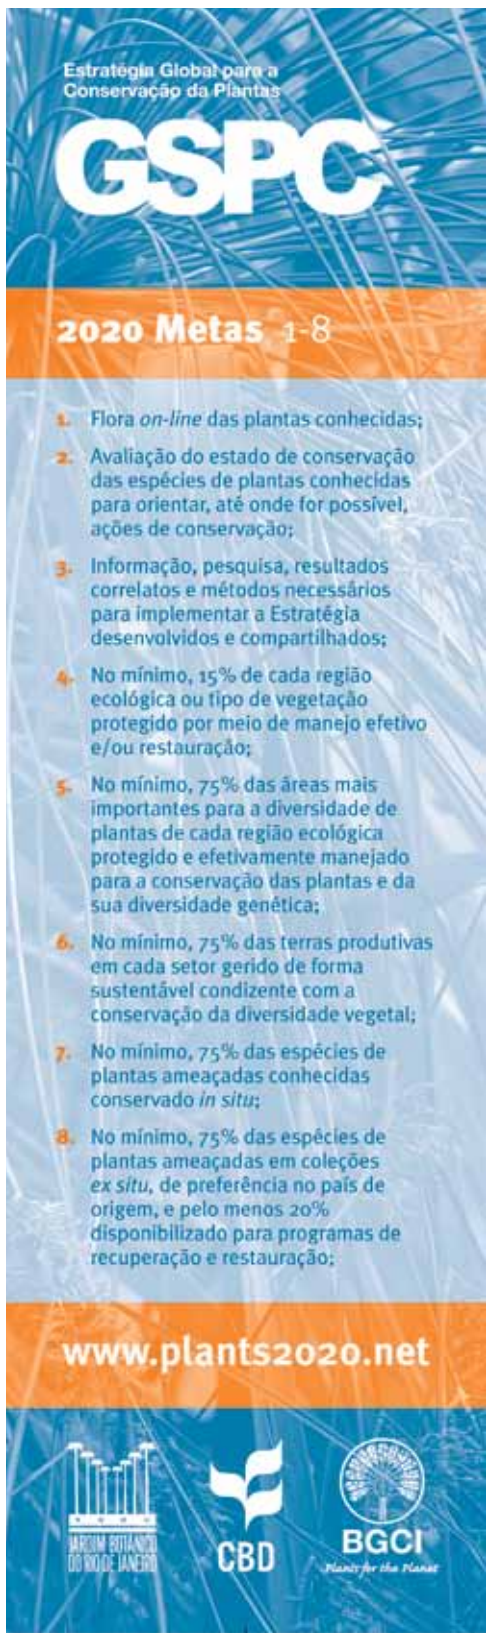 Estratégia Global para a
Conservação da Plantas
GSPC
2020 Metas 1-8
1. Flora on-line das plantas conhecidas;
2. Avaliação do estado de conservação
das espécies de plantas conhecidas
para orientar, até onde for possível,
ações de conservação;
3. Informação, pesquisa, resultados
correlatos e métodos necessários
para implementar a Estratégia
desenvolvidos e compartilhados;
4. No mínimo, 15% de cada região
ecológica ou tipo de vegetação
protegido por meio de manejo efetivo
e/ou restauração;
5. No mínimo, 75% das áreas mais
importantes para a diversidade de
plantas de cada região ecológica
protegido e efetivamente manejado
para a conservação das plantas e da
sua diversidade genética;
6. No mínimo, 75% das terras produtivas
em cada setor gerido de forma
sustentável condizente com a
conservação da diversidade vegetal;
7. No mínimo, 75% das espécies de
plantas ameaçadas conhecidas
conservado in situ;
8. No mínimo, 75% das espécies de
plantas ameaçadas em coleções
ex situ, de preferência no país de
origem, e pelo menos 20%
disponibilizado para programas de
recuperação e restauração;
www.plants2020.net
JARDIM BOTÂNICO
DO RIO DE JANEIRO
CBD
BGCI
Plants for the Planet